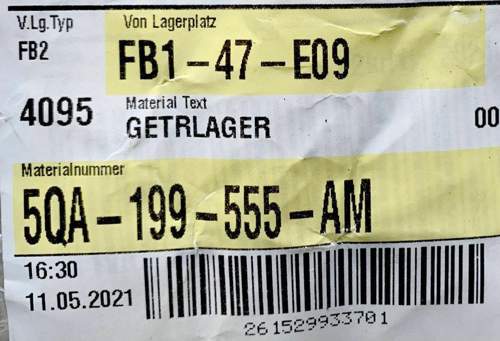 V.Lg.Typ Von Lagerplatz
FB2 FB1-47-E09
4095 Material Text
GETRLAGER 00
Materialnummer
5QA-199-555-AM
16:30
11.05.2021
261529933701